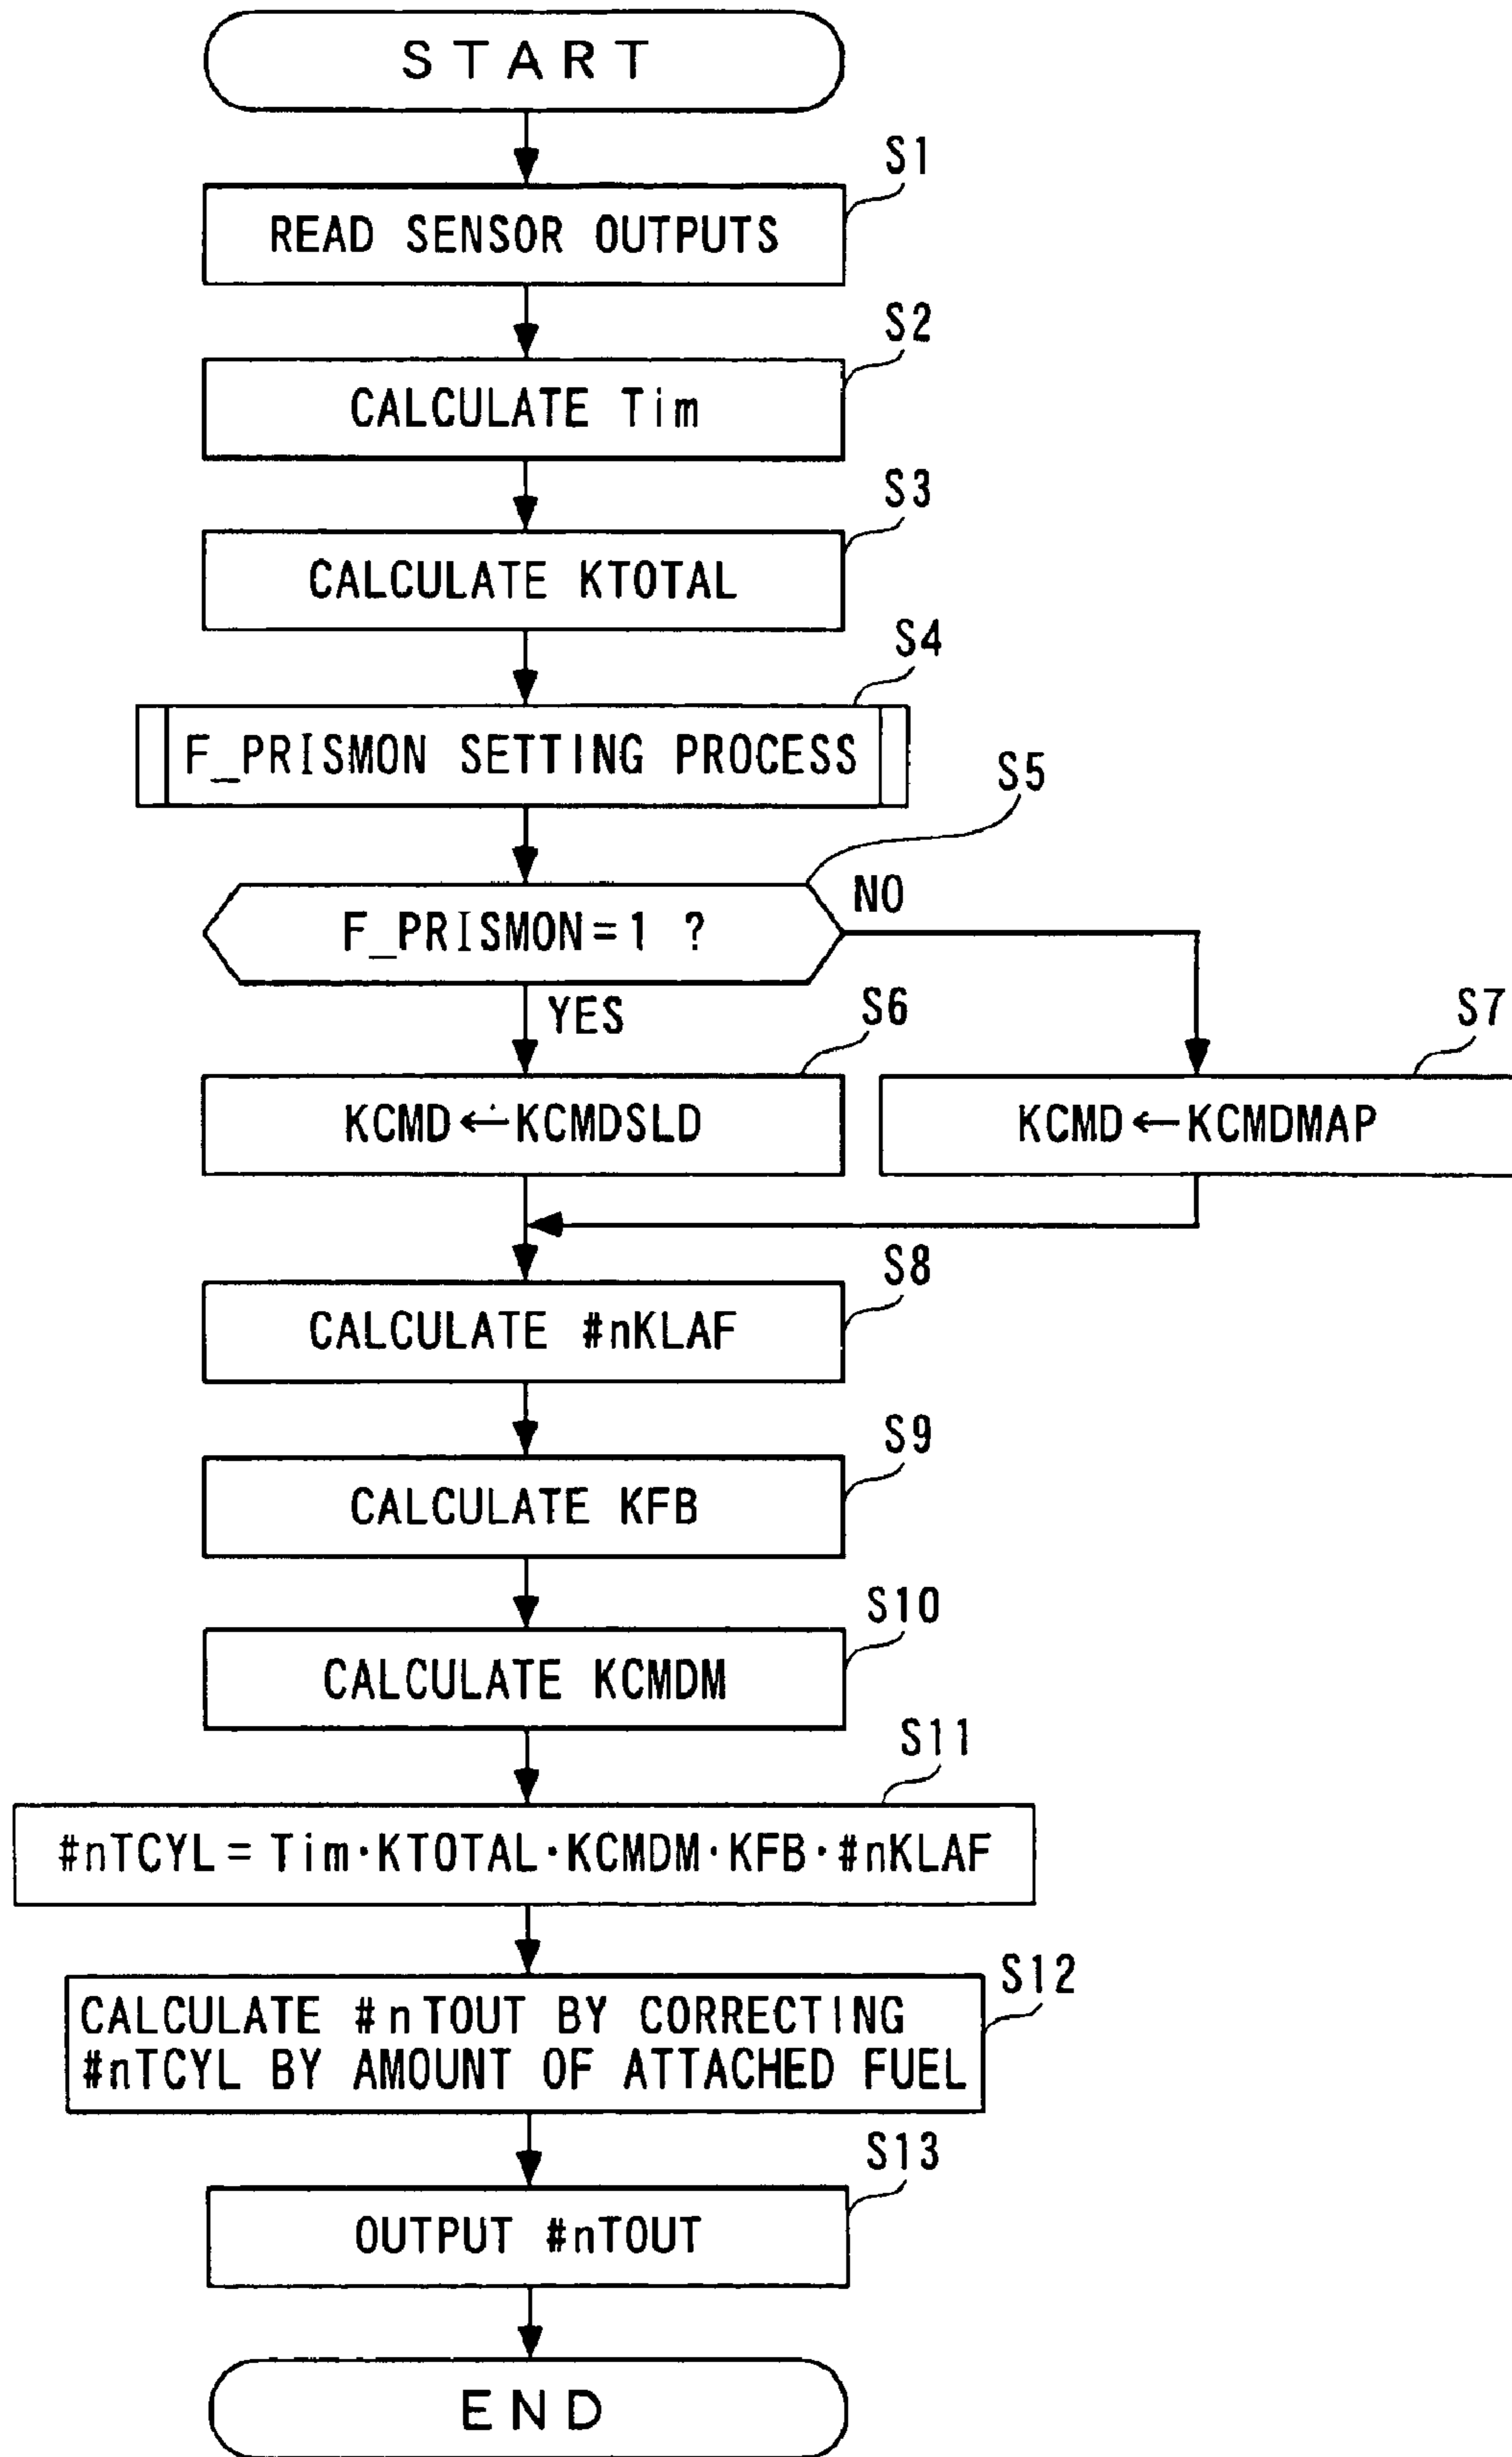 START
S1
READ SENSOR OUTPUTS
S2
CALCULATE Tim
S3
CALCULATE KTOTAL
S4
F_PRISMON SETTING PROCESS
S5
F_PRISMON=1 ?
NO
YES
S6
KCMD←KCMDSLD
S7
KCMD←KCMDMAP
S8
CALCULATE #nKLAF
S9
CALCULATE KFB
S10
CALCULATE KCMDM
S11
#nTCYL=Tim·KTOTAL·KCMDM·KFB·#nKLAF
S12
CALCULATE #nTOUT BY CORRECTING
#nTCYL BY AMOUNT OF ATTACHED FUEL
S13
OUTPUT #nTOUT
END